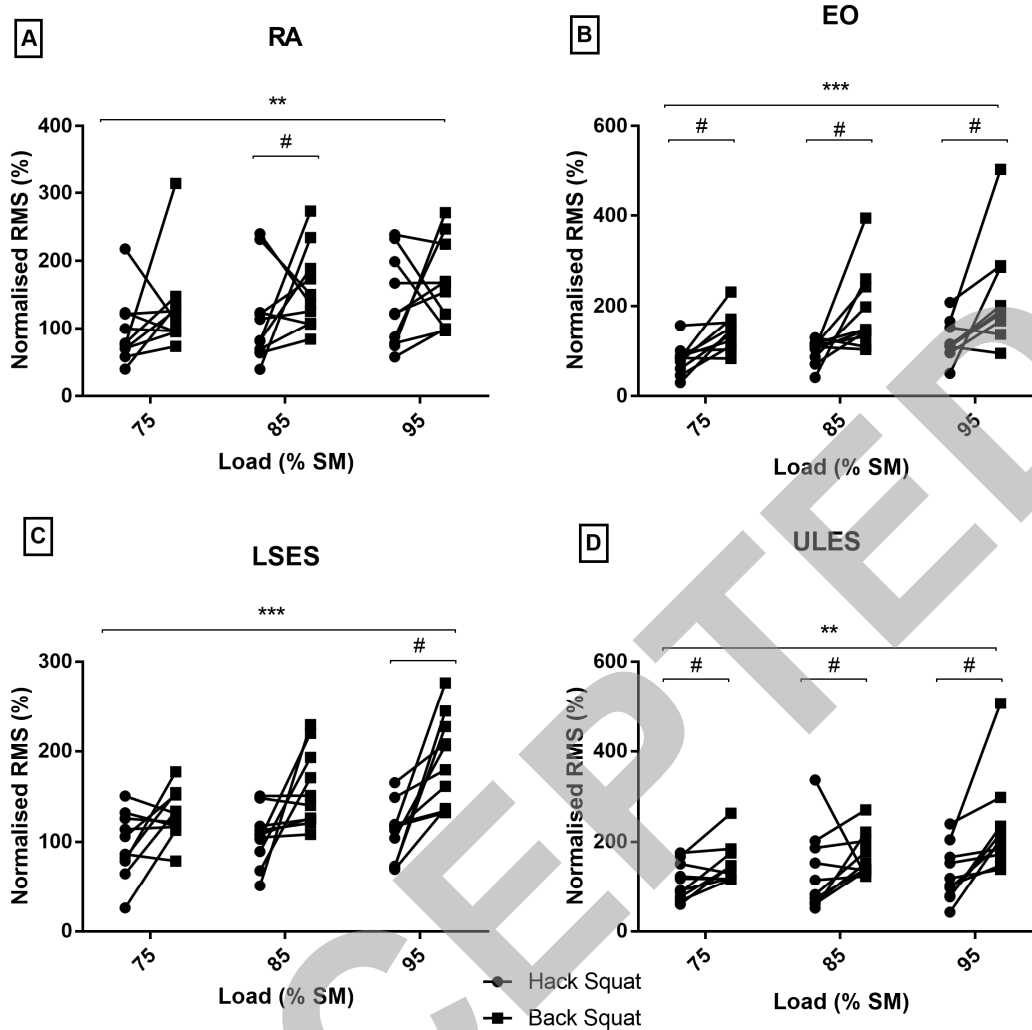 A
RA
**
#
400
300
200
100
0
Normalised RMS (%)
75
85
95
Load (% SM)
B
EO
***
#
#
#
600
400
200
0
Normalised RMS (%)
75
85
95
Load (% SM)
C
LSES
***
#
300
200
100
0
Normalised RMS (%)
75
85
95
Load (% SM)
D
ULES
**
#
#
#
600
400
200
0
Normalised RMS (%)
75
85
95
Load (% SM)
Hack Squat
Back Squat
CEPTED